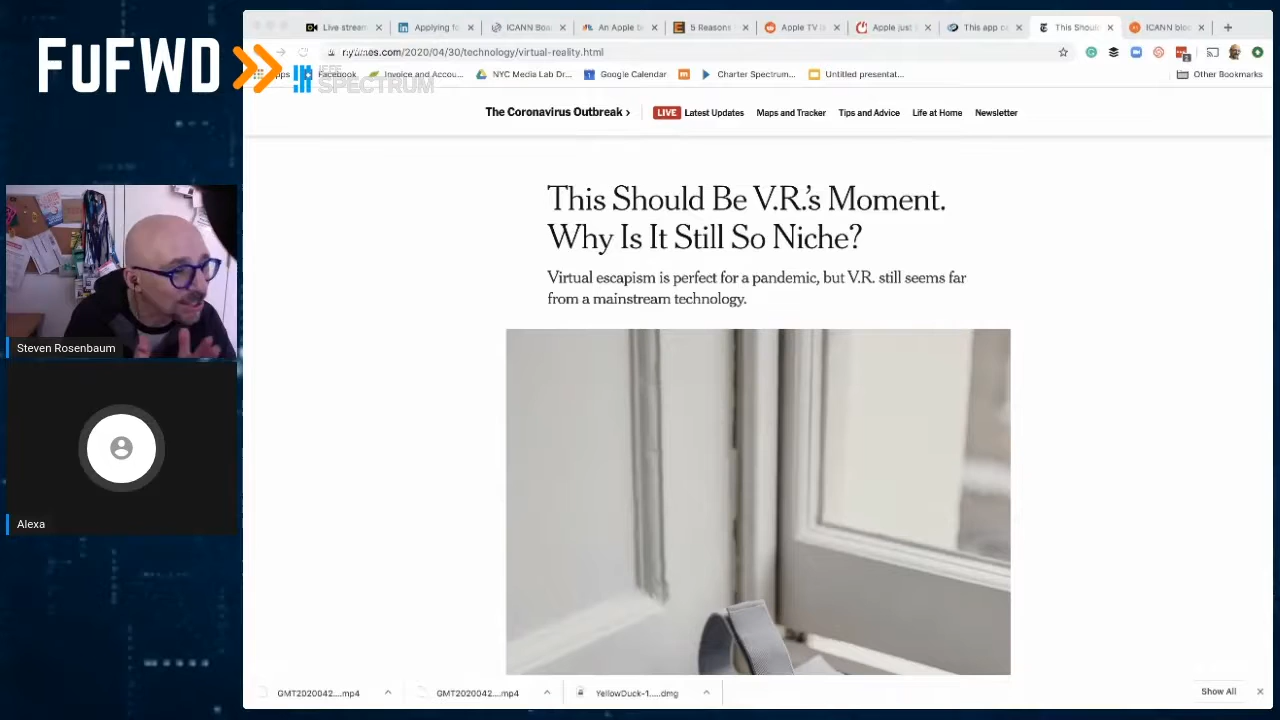 FUFWD
Live-stream
Applying fo
ICANN Boar
An Apple b
5 Reasons
Apple TV is
Apple just
This app c
This Shoul
ICANN bloc
nytimes.com/2020/04/30/technology/virtual-reality.html
Apps
Facebook
Invoice and Accou...
NYC Media Lab Dr...
Google Calendar
Charter Spectrum...
Untitled presentat...
Other Bookmarks
SPECTRUM
The Coronavirus Outbreak ›
LIVE Latest Updates
Maps and Tracker
Tips and Advice
Life at Home
Newsletter
This Should Be V.R.’s Moment.
Why Is It Still So Niche?
Virtual escapism is perfect for a pandemic, but V.R. still seems far
from a mainstream technology.
Steven Rosenbaum
Alexa
GMT2020042....mp4
GMT2020042....mp4
YellowDuck-1.....dmg
Show All